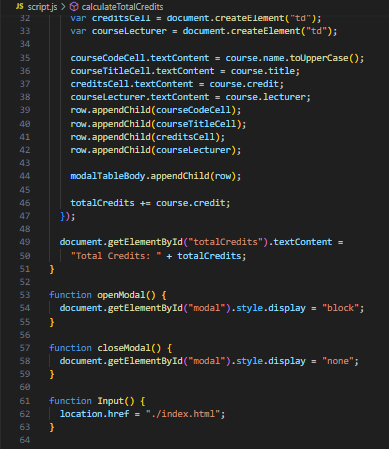 JS script.js > calculateTotalCredits
32 var creditsCell = document.createElement("td");
33 var courseLecturer = document.createElement("td");
34
35 courseCodeCell.textContent = course.name.toUpperCase();
36 courseTitleCell.textContent = course.title;
37 creditsCell.textContent = course.credit;
38 courseLecturer.textContent = course.lecturer;
39 row.appendChild(courseCodeCell);
40 row.appendChild(courseTitleCell);
41 row.appendChild(creditsCell);
42 row.appendChild(courseLecturer);
43
44 modalTableBody.appendChild(row);
45
46 totalCredits += course.credit;
47 });
48
49 document.getElementById("totalCredits").textContent =
50 "Total Credits: " + totalCredits;
51 }
52
53 function openModal() {
54 document.getElementById("modal").style.display = "block";
55 }
56
57 function closeModal() {
58 document.getElementById("modal").style.display = "none";
59 }
60
61 function Input() {
62 location.href = "./index.html";
63 }
64